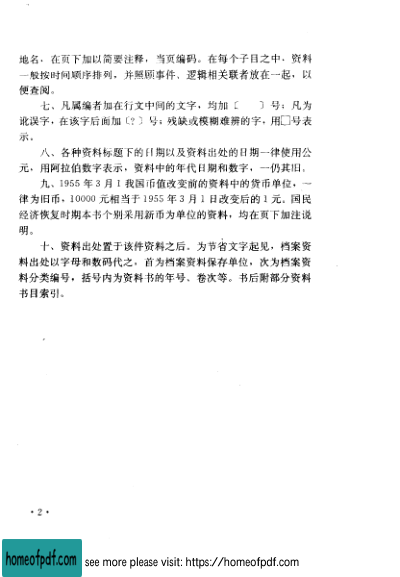 地名，在页下加以简要注释，当页编码。在每个子目之中，资料
一般按时间顺序排列，并照顾事件、逻辑相关联者放在一起，以
便查阅。
七、凡属编者加在行文中间的文字，均加〔　　〕号；凡为
讹误字，在该字后面加〔？〕号；残缺或模糊难辨的字，用□号表
示。
八、各种资料标题下的日期以及资料出处的日期一律使用公
元，用阿拉伯数字表示，资料中的年代日期和数字，一仍其旧。
九、1955年3月1我国币值改变前的资料中的货币单位，一
律为旧币，10000元相当于1955年3月1日改变后的1元。国民
经济恢复时期本书个别采用新币为单位的资料，均在页下加注说
明。
十、资料出处置于该件资料之后。为节省文字起见，档案资
料出处以字母和数码代之。首为档案资料保存单位，次为档案资
料分类编号，括号内为资料书的年号、卷次等。书后附部分资料
书目索引。
·2·
homeofpdf.com see more please visit: https://homeofpdf.com